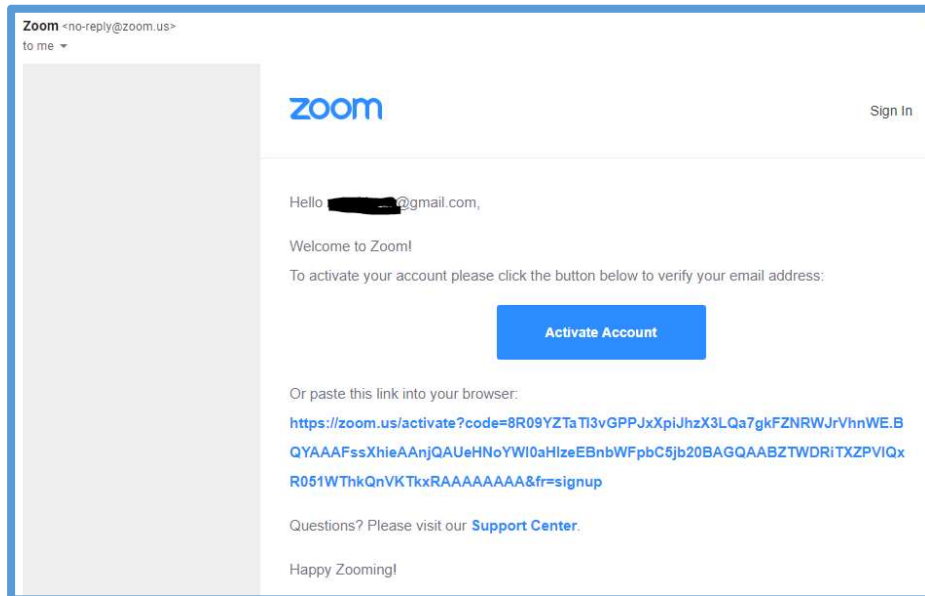 Zoom <no-reply@zoom.us>
to me
zoom
Sign In
Hello @gmail.com,
Welcome to Zoom!
To activate your account please click the button below to verify your email address:
Activate Account
Or paste this link into your browser:
https://zoom.us/activate?code=8R09YZTaTI3vGPPJxXpiJhzX3LQa7gkFZNRWJrVhnWE.B
QYAAAFssXhieAAnjQAUeHNoYWI0aHIzeEBnbWFpbC5jb20BAGQAABZTWDRiTXZPVlQx
R051WThkQnVKTkxRAAAAAAAA&fr=signup
Questions? Please visit our Support Center.
Happy Zooming!